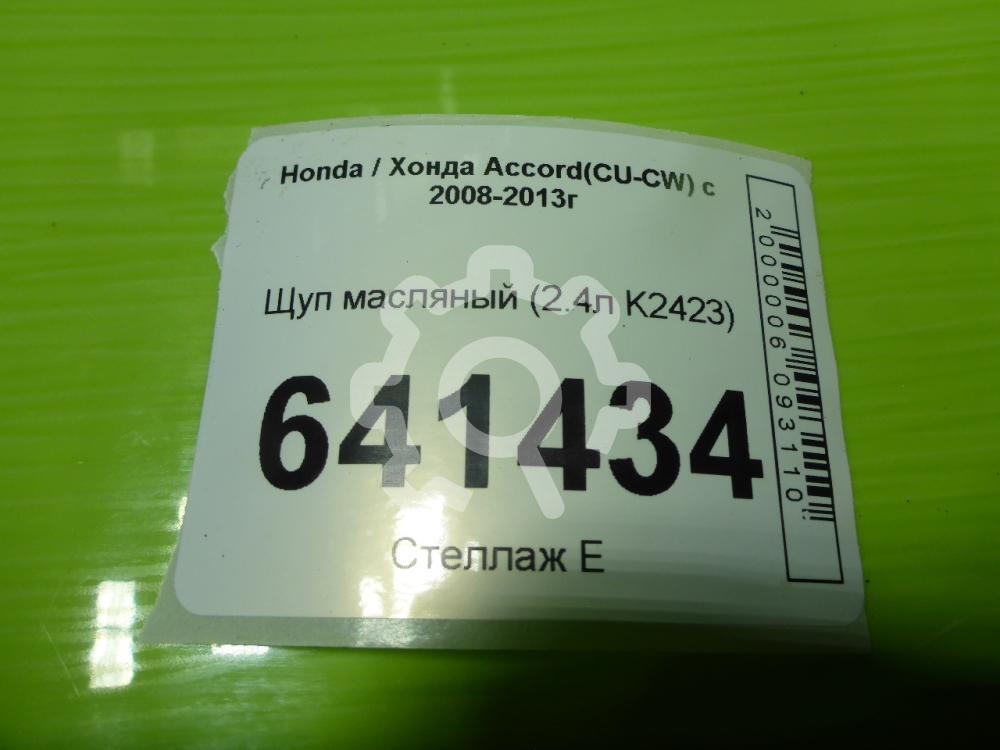 Honda / Хонда Accord(CU-CW) с
2008-2013г
Щуп масляный (2.4л K2423)
641434
Стеллаж E
2000006093110